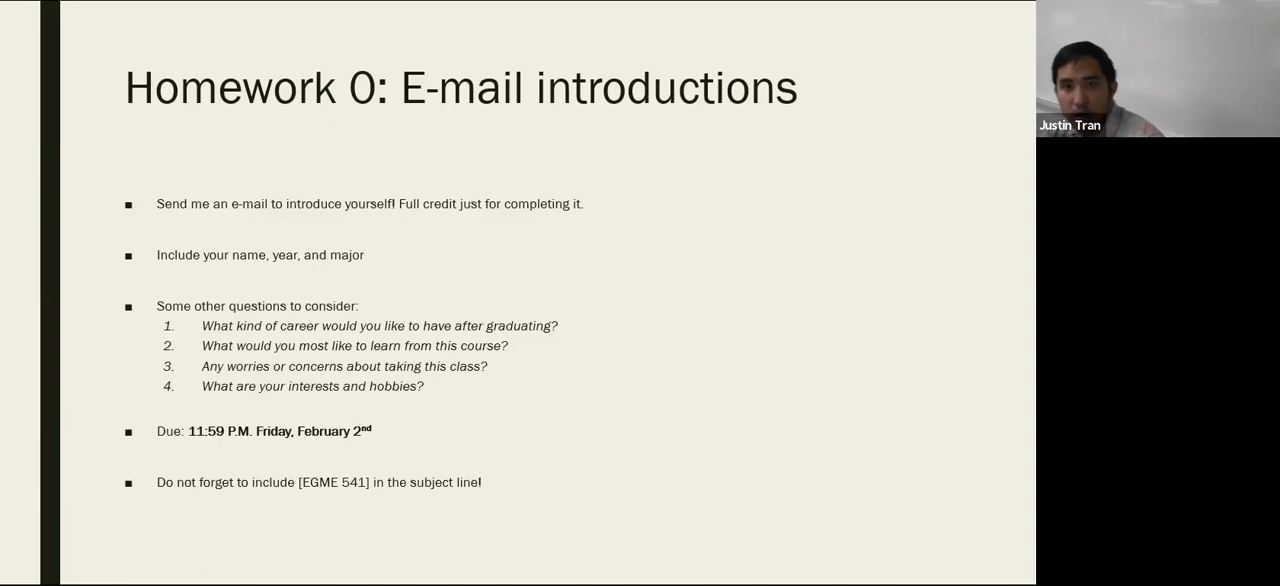 Homework 0: E-mail introductions
Justin Tran
■ Send me an e-mail to introduce yourself! Full credit just for completing it.
■ Include your name, year, and major
■ Some other questions to consider:
1. What kind of career would you like to have after graduating?
2. What would you most like to learn from this course?
3. Any worries or concerns about taking this class?
4. What are your interests and hobbies?
■ Due: 11:59 P.M. Friday, February 2nd
■ Do not forget to include [EGME 541] in the subject line!